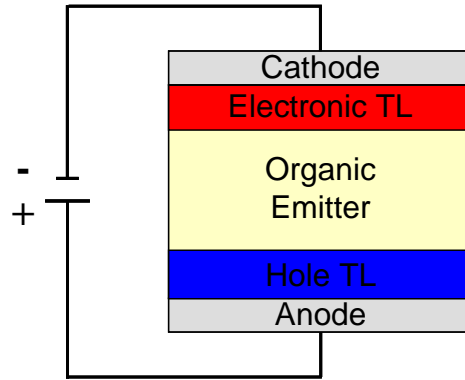 Cathode
Electronic TL
Organic
Emitter
-
+
Hole TL
Anode